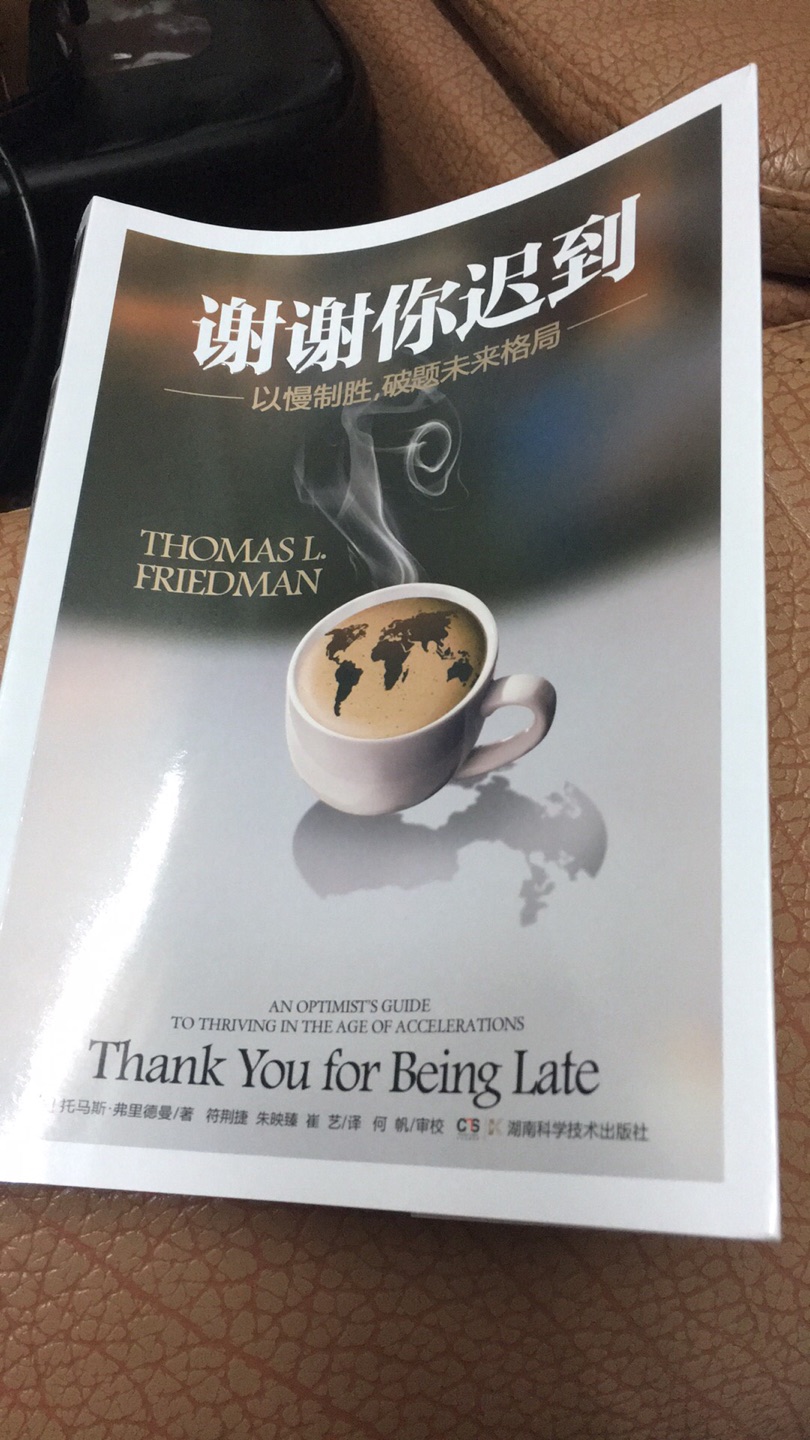 谢谢你迟到
以慢制胜,破题未来格局
THOMAS L.
FRIEDMAN
AN OPTIMIST'S GUIDE
TO THRIVING IN THE AGE OF ACCELERATIONS
Thank You for Being Late
托马斯·弗里德曼/著 符荆捷 朱映臻 崔 艺/译 何 帆/审校 湖南科学技术出版社